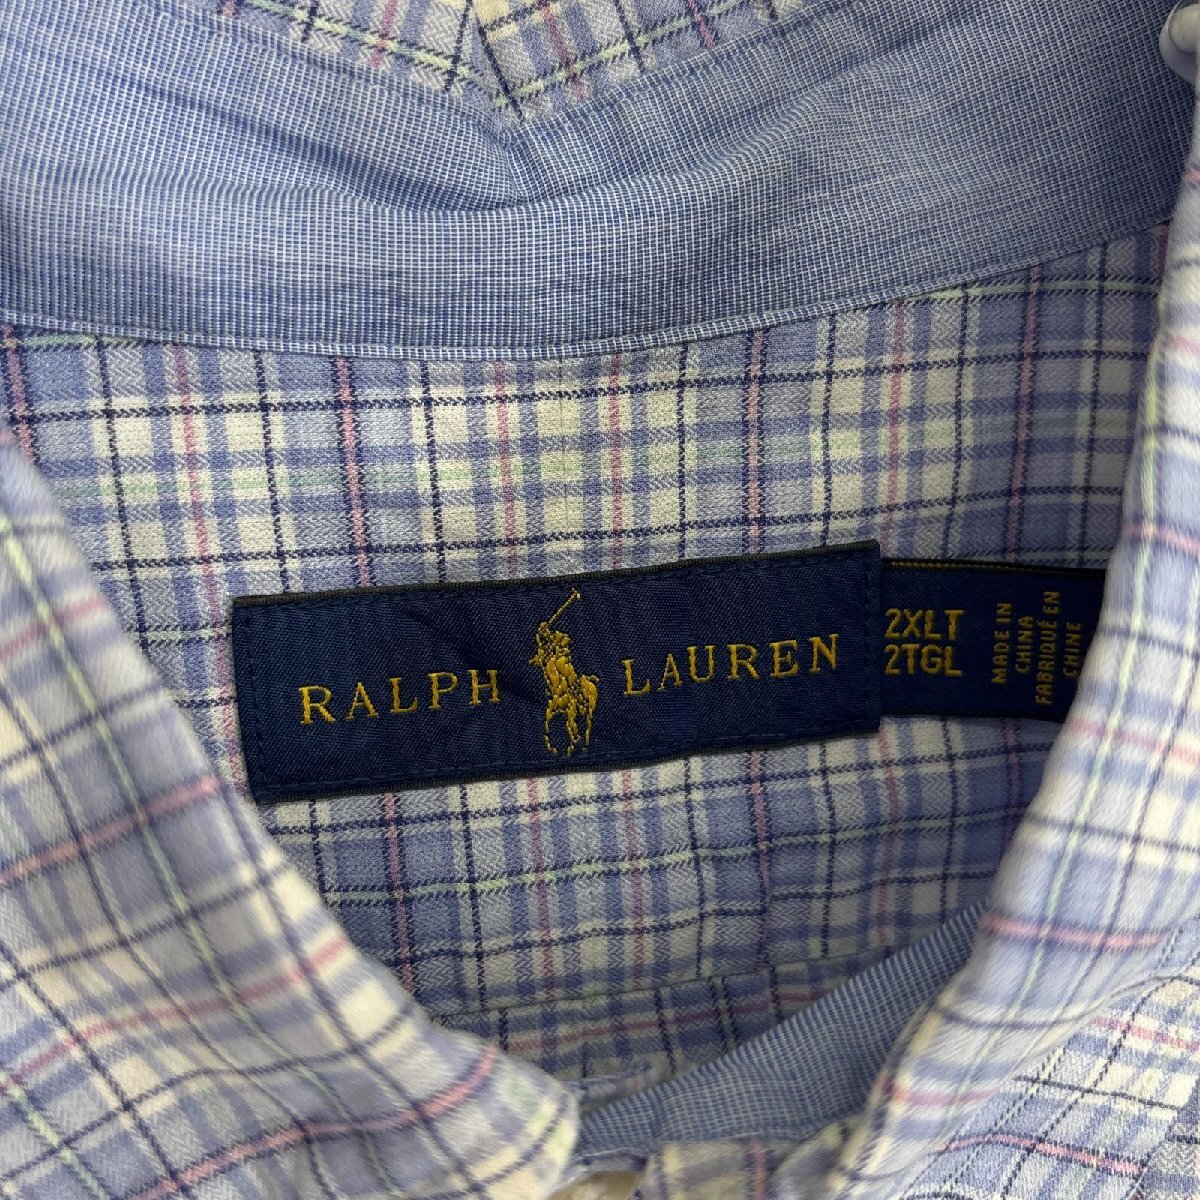 RALPH LAUREN
2XLT
2TGL
MADE IN
CHINA
FABRIQUÉ EN
CHINE